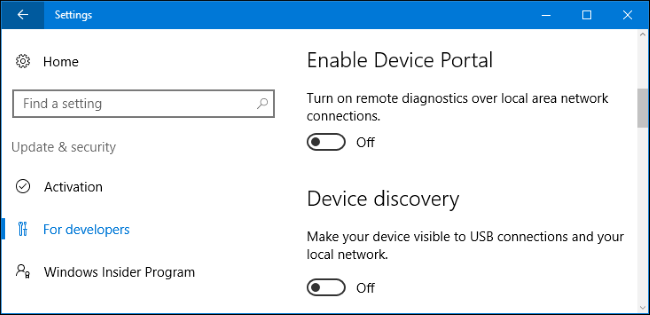 Settings
Home
Find a setting
Update & security
Activation
For developers
Windows Insider Program
Enable Device Portal
Turn on remote diagnostics over local area network
connections.
Off
Device discovery
Make your device visible to USB connections and your
local network.
Off